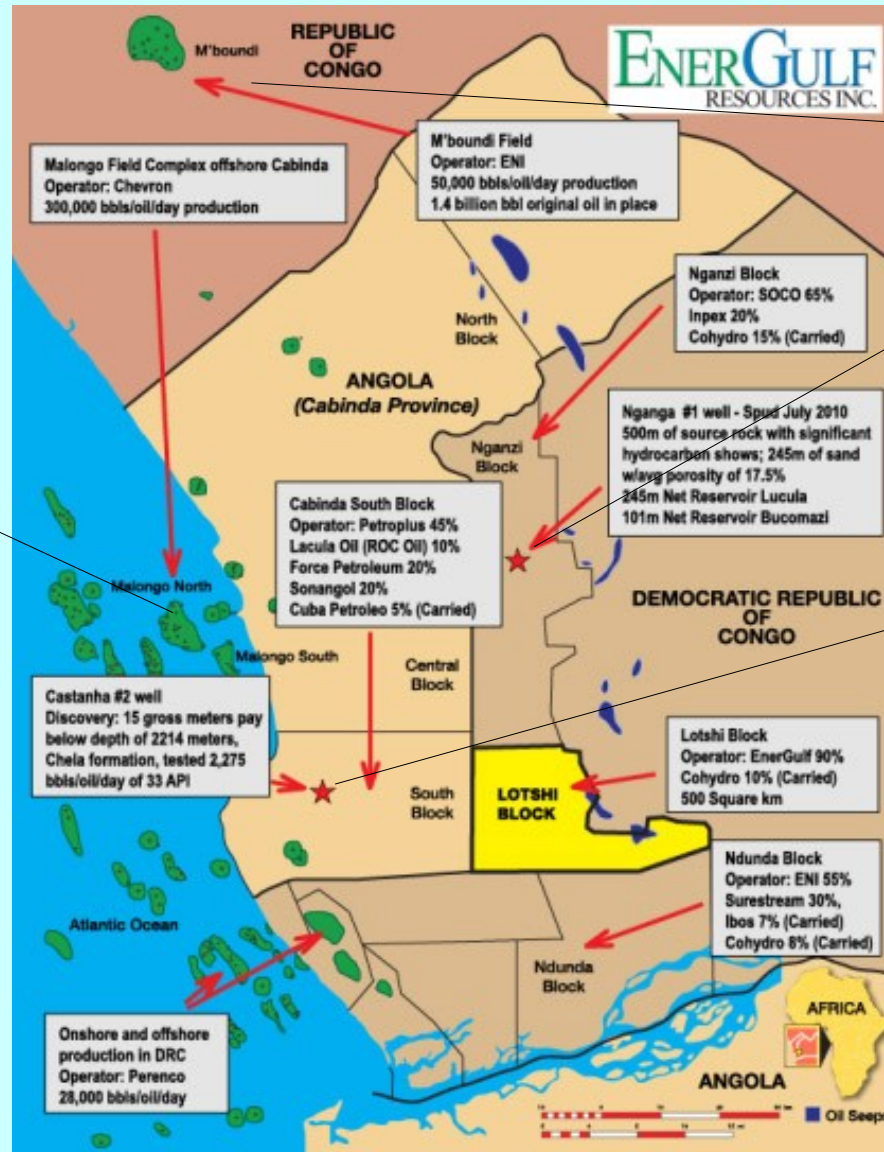 M'boundi
REPUBLIC
OF
CONGO
ENERGULF
RESOURCES INC.
Malongo Field Complex offshore Cabinda
Operator: Chevron
300,000 bbls/oil/day production
M'boundi Field
Operator: ENI
50,000 bbls/oil/day production
1.4 billion bbl original oil in place
Nganzi Block
Operator: SOCO 65%
Inpex 20%
Cohydro 15% (Carried)
North
Block
ANGOLA
(Cabinda Province)
Nganzi
Block
Nganga #1 well - Spud July 2010
500m of source rock with significant
hydrocarbon shows; 245m of sand
w/avg porosity of 17.5%
245m Net Reservoir Lucula
101m Net Reservoir Bucomazi
Cabinda South Block
Operator: Petroplus 45%
Lacula Oil (ROC Oil) 10%
Force Petroleum 20%
Sonangol 20%
Cuba Petroleo 5% (Carried)
Malongo North
Malongo South
DEMOCRATIC REPUBLIC
OF
CONGO
Central
Block
Castanha #2 well
Discovery: 15 gross meters pay
below depth of 2214 meters,
Chela formation, tested 2,275
bbls/oil/day of 33 API
South
Block
LOTSHI
BLOCK
Lotshi Block
Operator: EnerGulf 90%
Cohydro 10% (Carried)
500 Square km
Ndunda Block
Operator: ENI 55%
Surestream 30%,
Ibos 7% (Carried)
Cohydro 8% (Carried)
Atlantic Ocean
Ndunda
Block
Onshore and offshore
production in DRC
Operator: Perenco
28,000 bbls/oil/day
AFRICA
ANGOLA
Oil Seeps